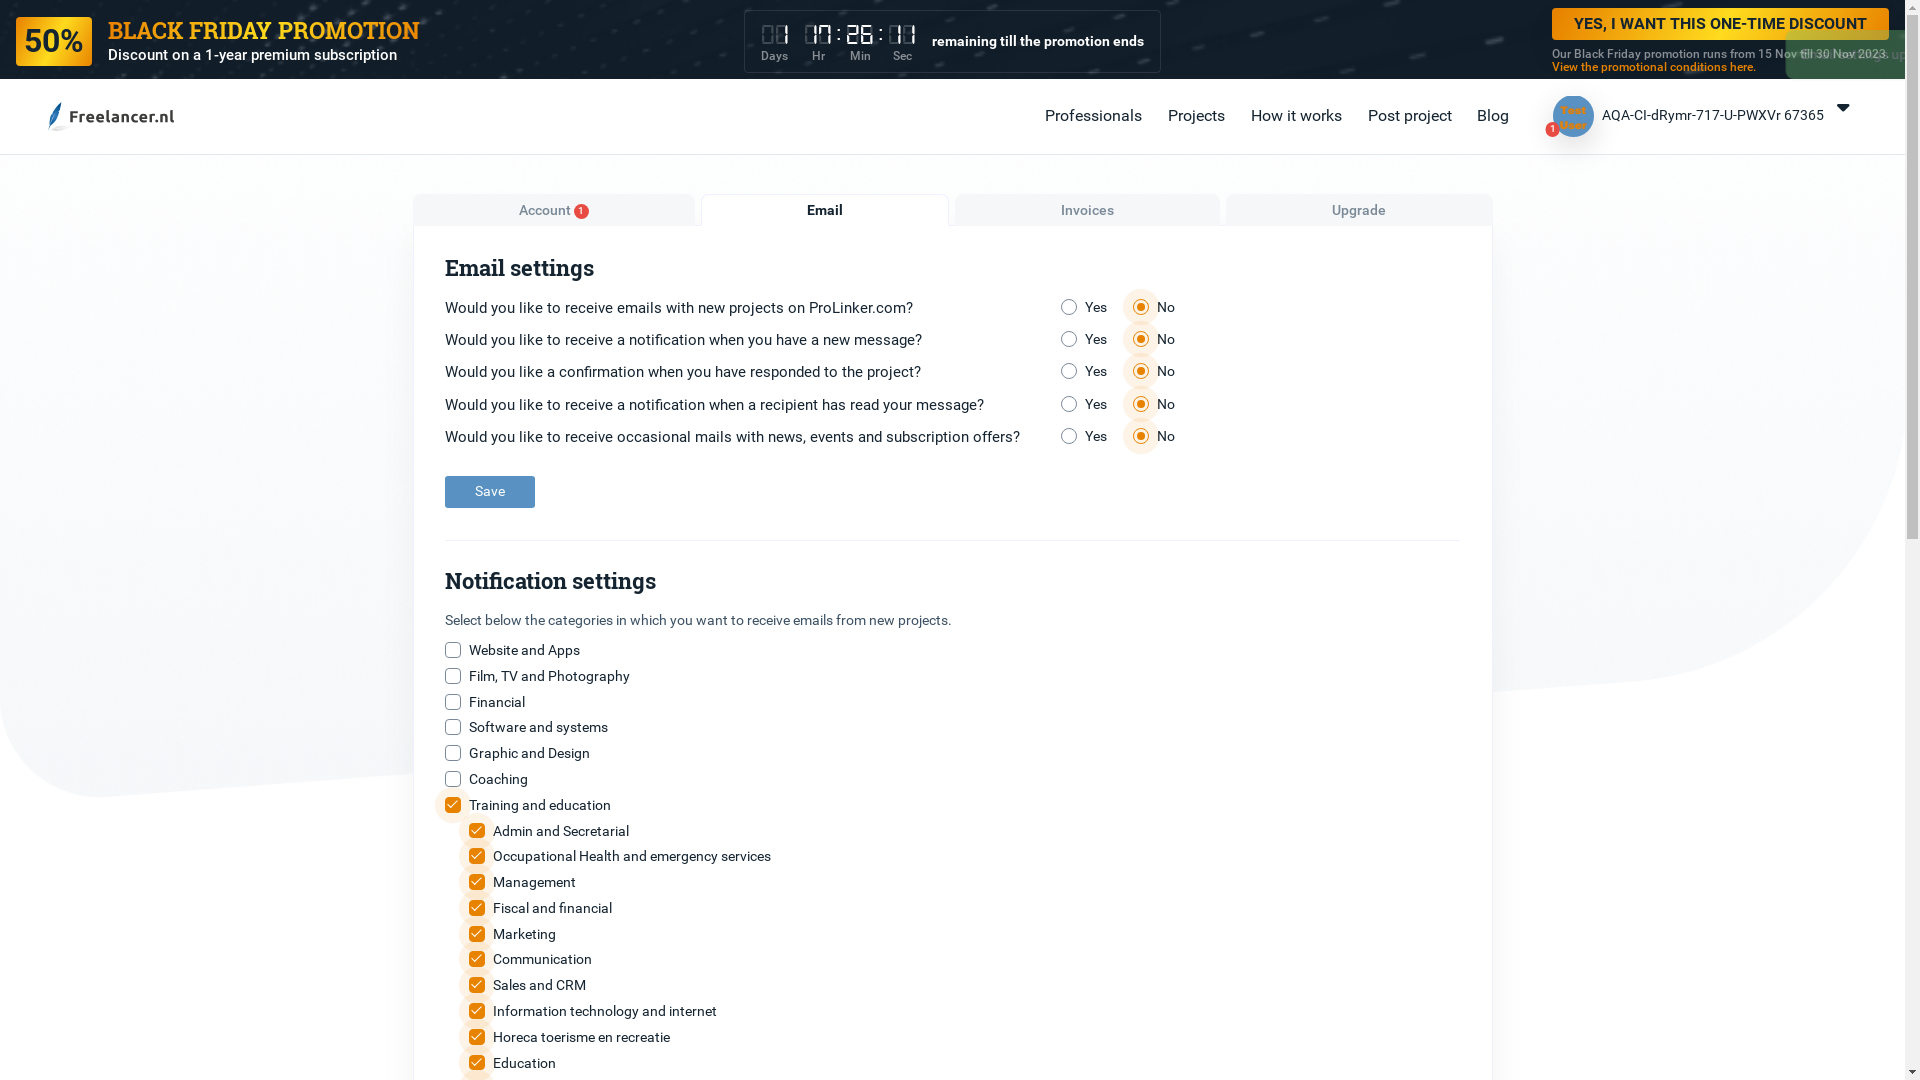 50%
BLACK FRIDAY PROMOTION
Discount on a 1-year premium subscription
1 17 : 26 : 11
Days Hr Min Sec
remaining till the promotion ends
YES, I WANT THIS ONE-TIME DISCOUNT
Our Black Friday promotion runs from 15 Nov till 30 Nov 2023.
View the promotional conditions here.
Freelancer.nl
Professionals
Projects
How it works
Post project
Blog
Test
User
1
AQA-CI-dRymr-717-U-PWXVr 67365
Account 1
Email
Invoices
Upgrade
Email settings
Would you like to receive emails with new projects on ProLinker.com? Yes No
Would you like to receive a notification when you have a new message? Yes No
Would you like a confirmation when you have responded to the project? Yes No
Would you like to receive a notification when a recipient has read your message? Yes No
Would you like to receive occasional mails with news, events and subscription offers? Yes No
Save
Notification settings
Select below the categories in which you want to receive emails from new projects.
Website and Apps
Film, TV and Photography
Financial
Software and systems
Graphic and Design
Coaching
Training and education
Admin and Secretarial
Occupational Health and emergency services
Management
Fiscal and financial
Marketing
Communication
Sales and CRM
Information technology and internet
Horeca toerisme en recreatie
Education